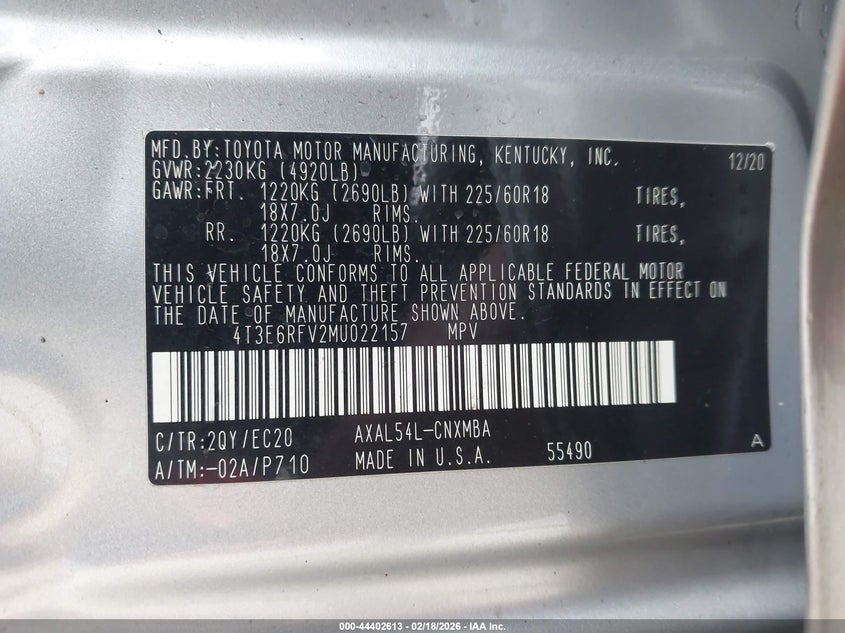 MFD.BY:TOYOTA MOTOR MANUFACTURING, KENTUCKY, INC. 12/20
GVWR:2230KG (4920LB)
GAWR:FRT. 1220KG (2690LB) WITH 225/60R18 TIRES,
18X7.0J RIMS.
RR. 1220KG (2690LB) WITH 225/60R18 TIRES,
18X7.0J RIMS.
THIS VEHICLE CONFORMS TO ALL APPLICABLE FEDERAL MOTOR
VEHICLE SAFETY AND THEFT PREVENTION STANDARDS IN EFFECT ON
THE DATE OF MANUFACTURE SHOWN ABOVE.
4T3E6RFV2MU022157 MPV
C/TR:2QY/EC20 AXAL54L-CNXMBA
A/TM:-02A/P710 MADE IN U.S.A. 55490 A
000-44402613 - 02/18/2026 - IAA Inc.